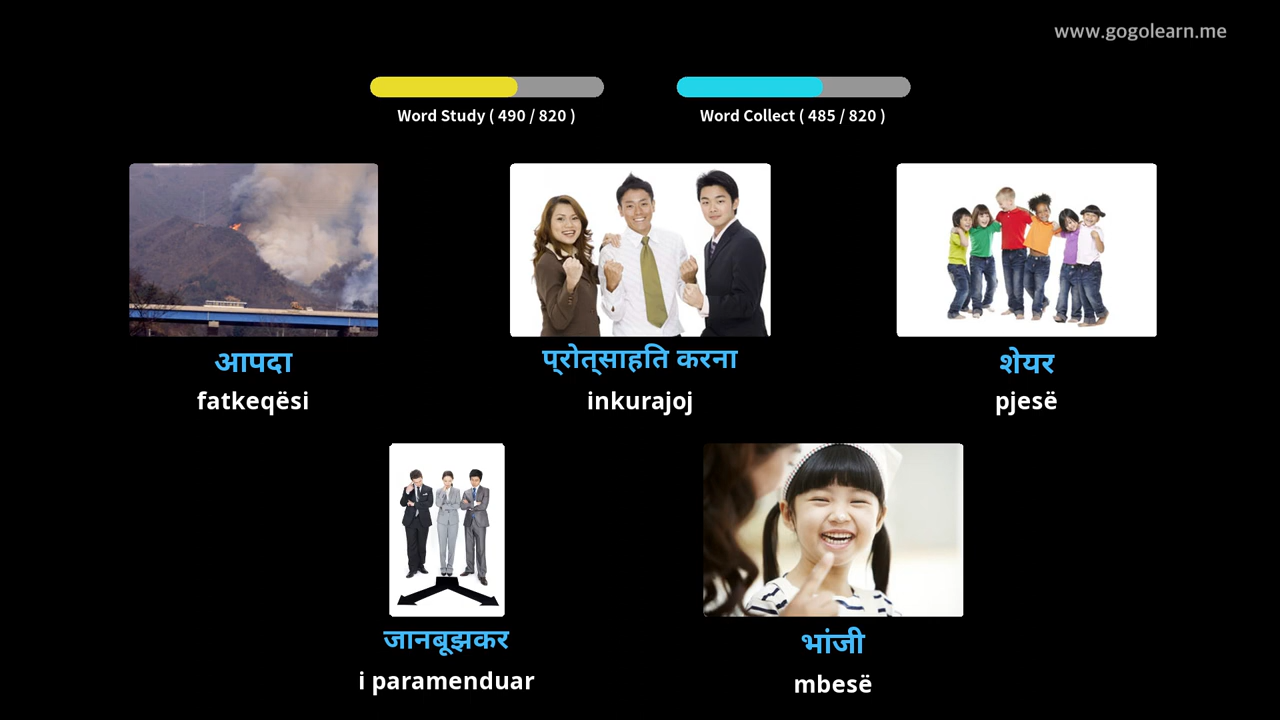 www.gogolearn.me
Word Study ( 490 / 820 )
Word Collect ( 485 / 820 )
आपदा
प्रोत्साहति करना
शेयर
fatkeqësi
inkurajoj
pjesë
जानबूझकर
भांजी
i paramenduar
mbesë